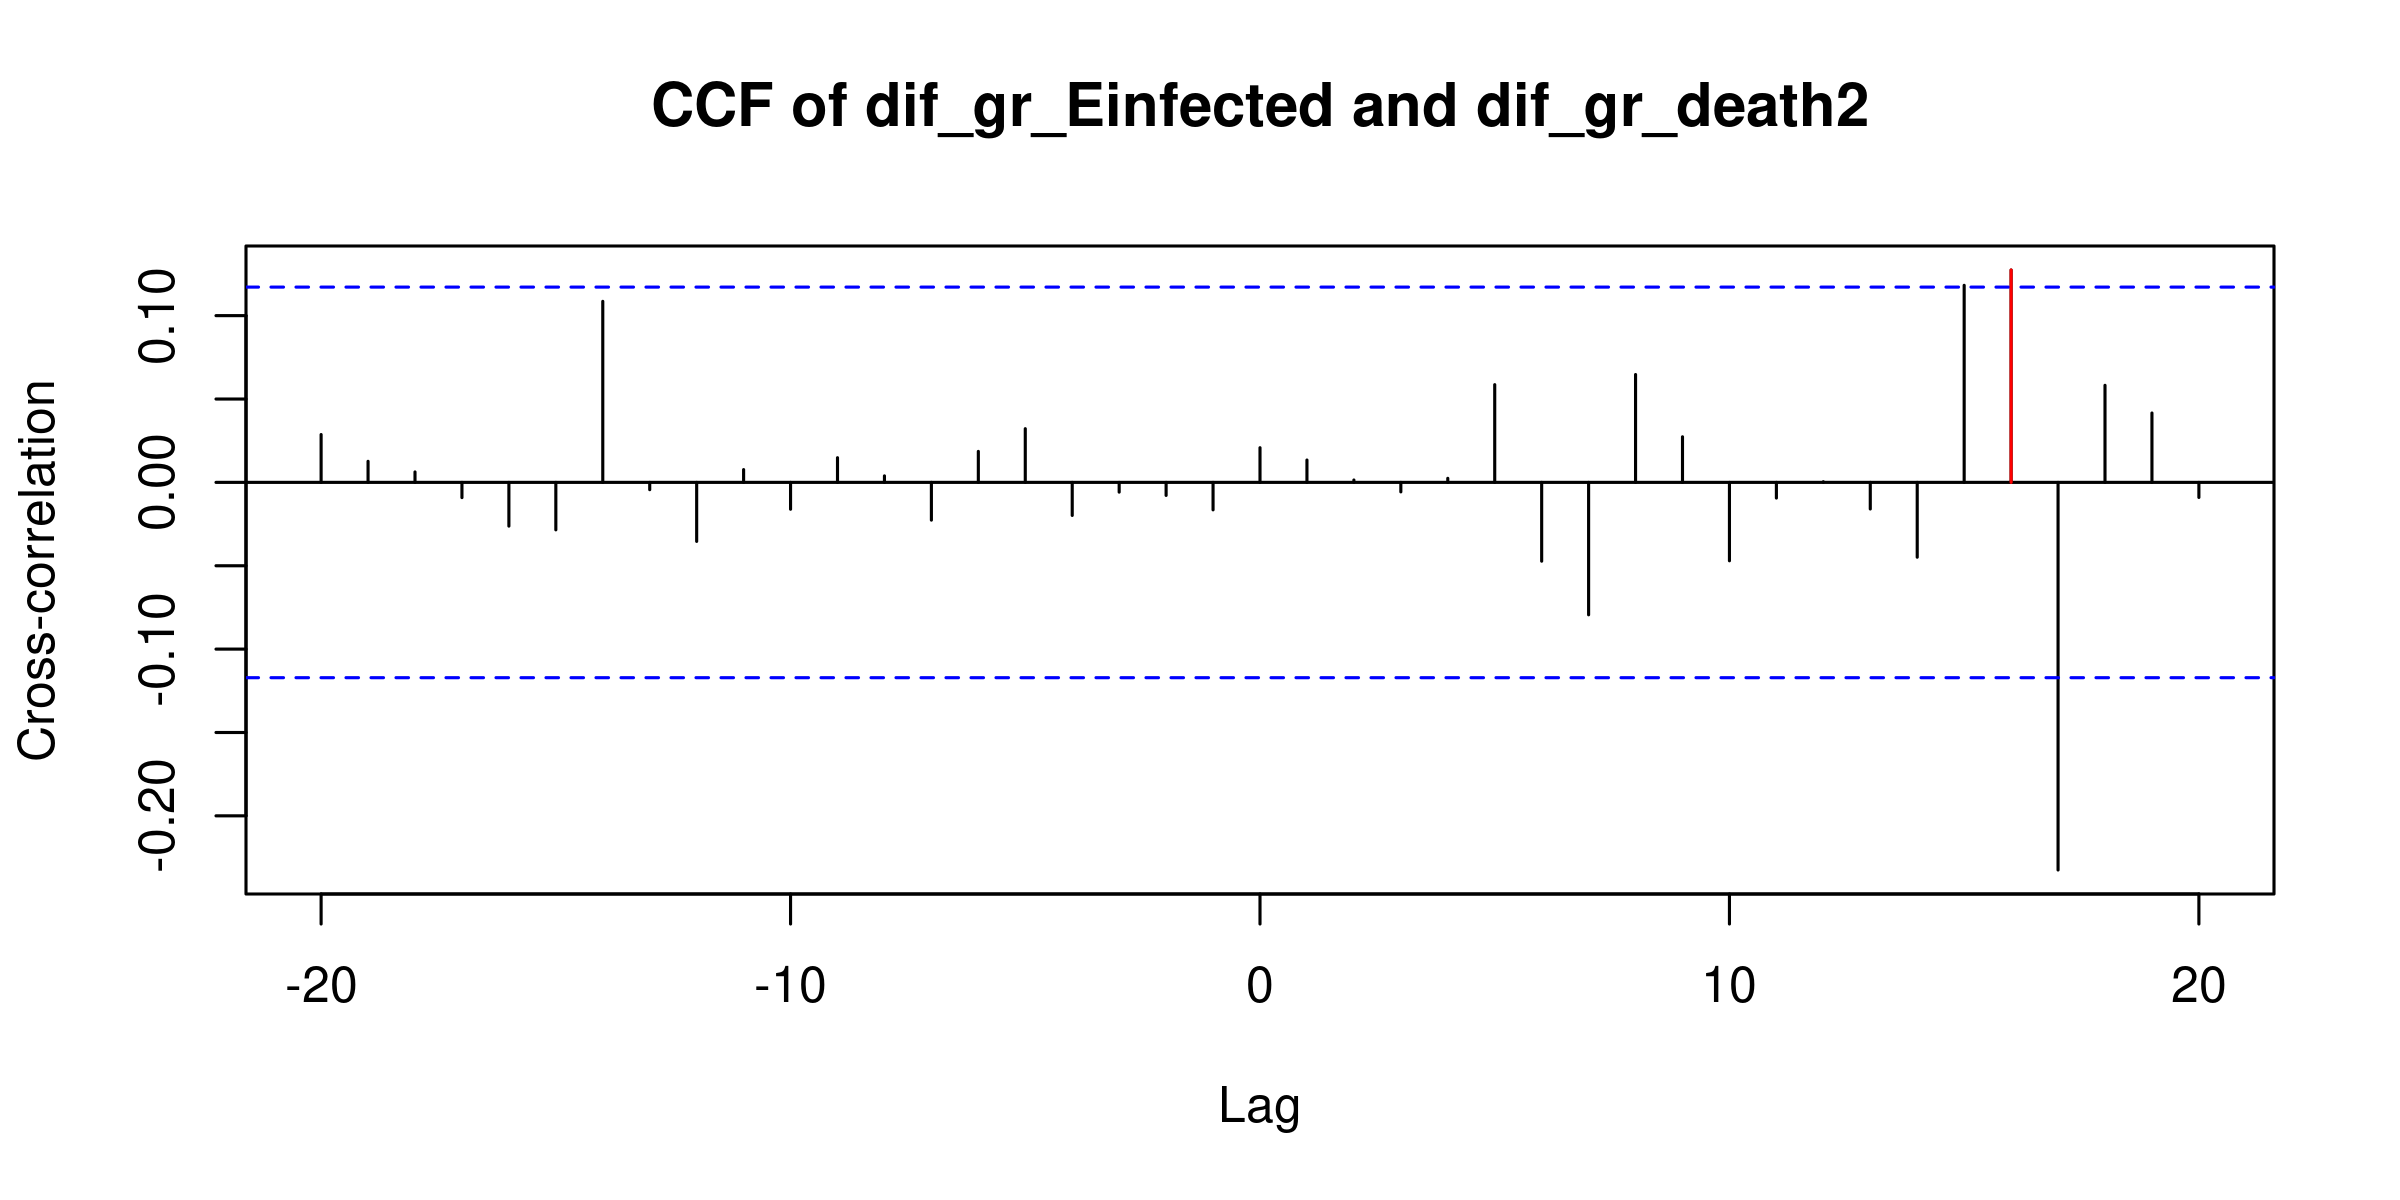 CCF of dif_gr_Einfected and dif_gr_death2
Cross-correlation
0.10
0.00
-0.10
-0.20
-20 -10 0 10 20
Lag